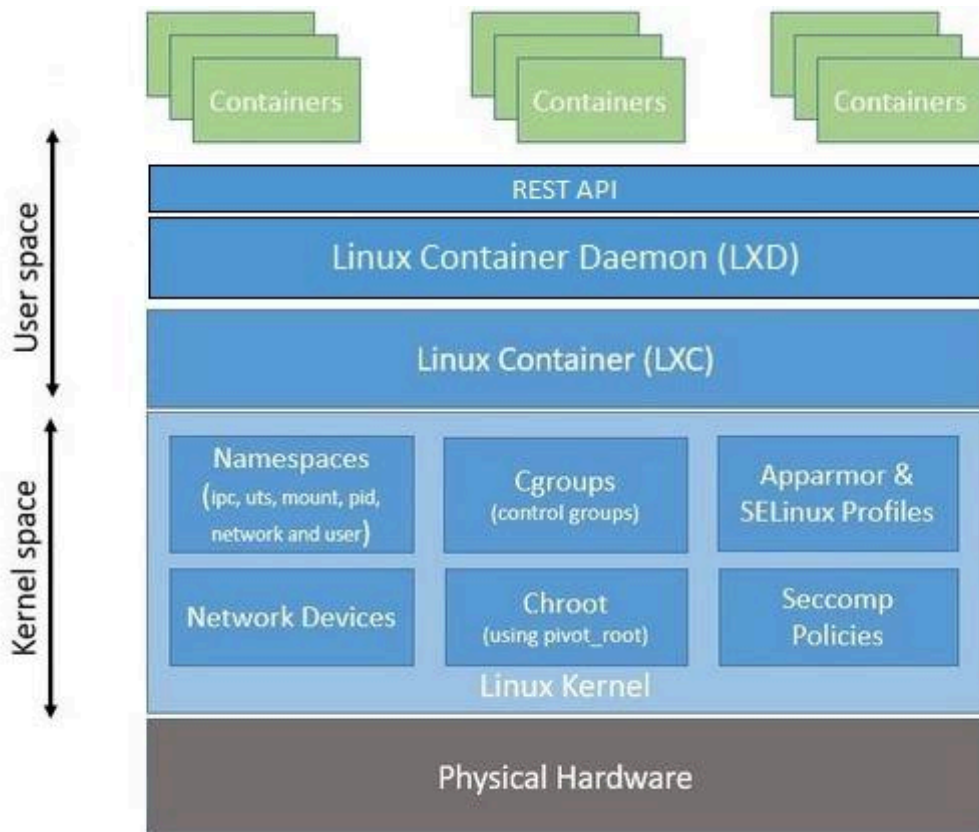 Containers
Containers
Containers
User space
REST API
Linux Container Daemon (LXD)
Linux Container (LXC)
Kernel space
Namespaces
(ipc, uts, mount, pid,
network and user)
Cgroups
(control groups)
Apparmor &
SELinux Profiles
Network Devices
Chroot
(using pivot_root)
Seccomp
Policies
Linux Kernel
Physical Hardware